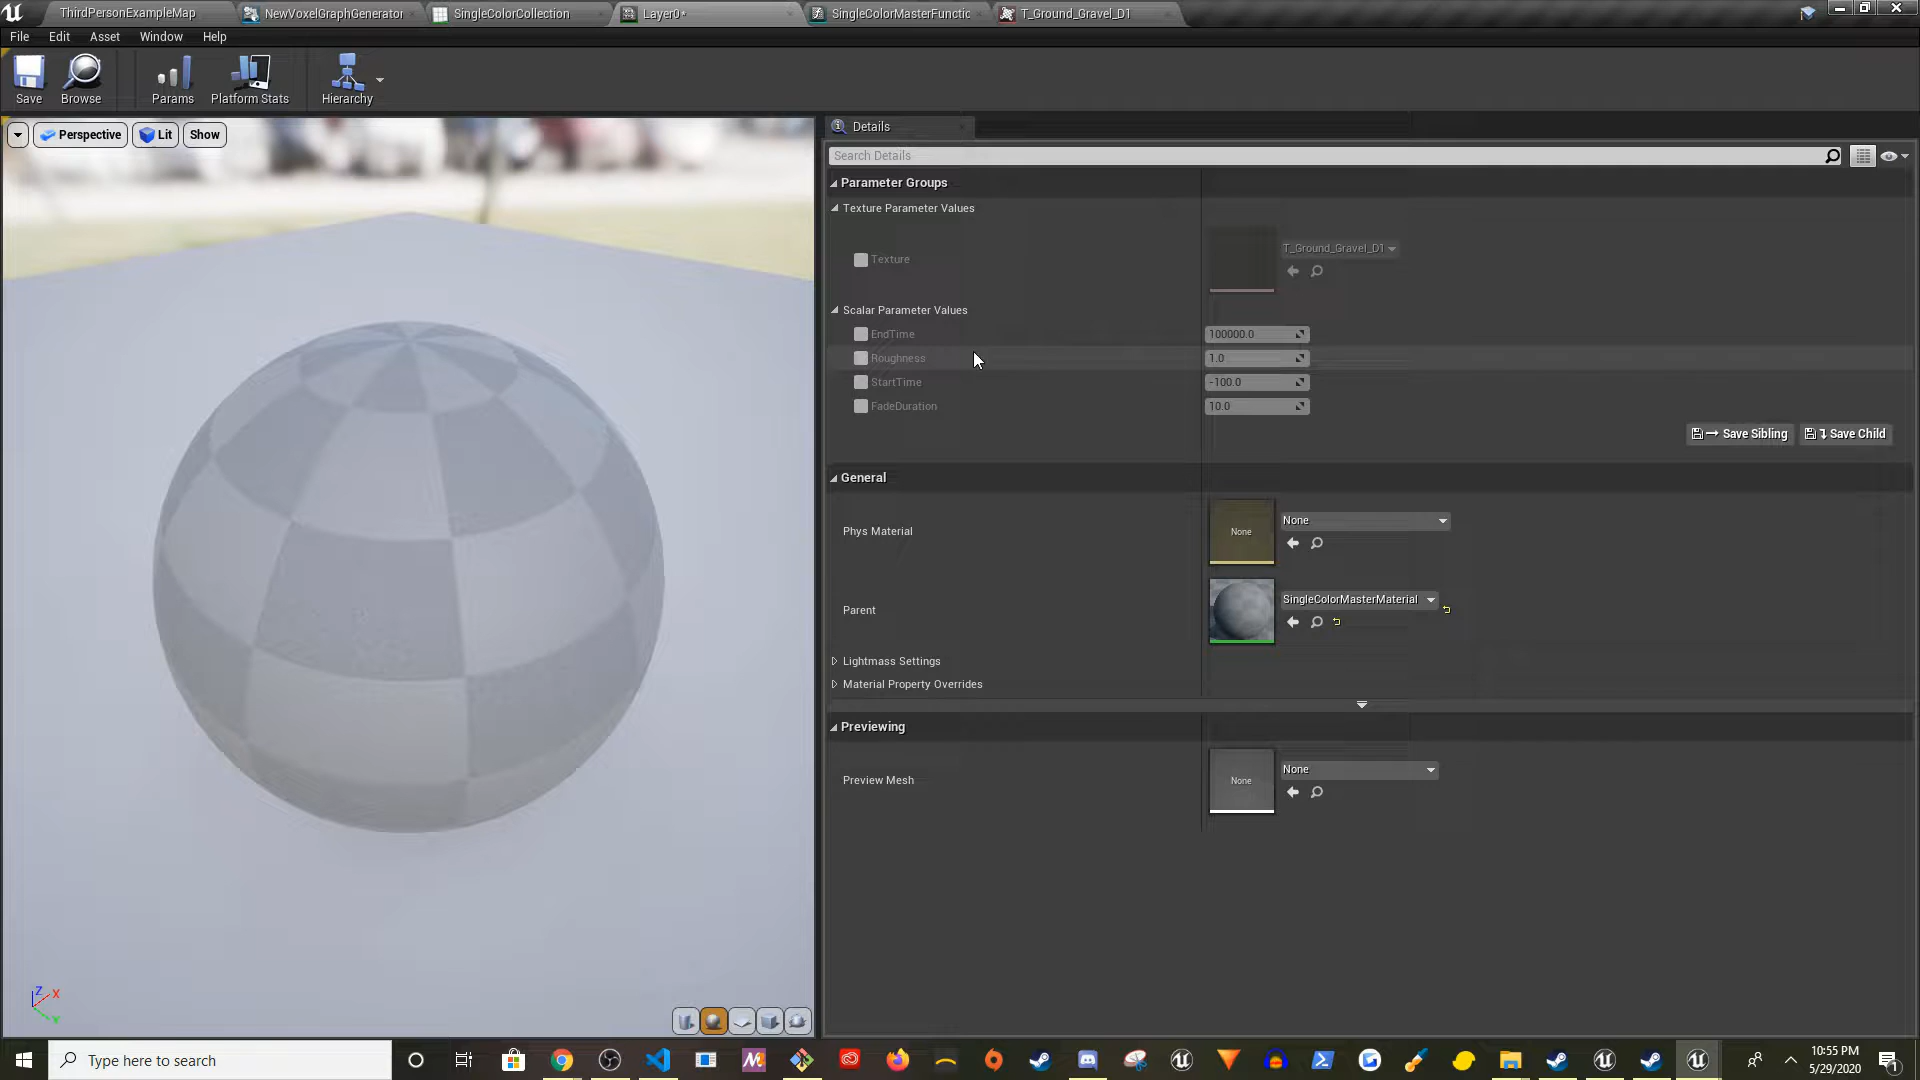 ThirdPersonExampleMap
NewVoxelGraphGenerator
SingleColorCollection
Layer0*
SingleColorMasterFunctic
T_Ground_Gravel_D1
File Edit Asset Window Help
Save Browse Params Platform Stats Hierarchy
Perspective Lit Show
Details
Search Details
Parameter Groups
Texture Parameter Values
Texture
T_Ground_Gravel_D1
Scalar Parameter Values
EndTime 100000.0
Roughness 1.0
StartTime -100.0
FadeDuration 10.0
Save Sibling Save Child
General
Phys Material None None
Parent SingleColorMasterMaterial
Lightmass Settings
Material Property Overrides
Previewing
Preview Mesh None None
Z X
Y
Type here to search
10:55 PM
5/29/2020
1